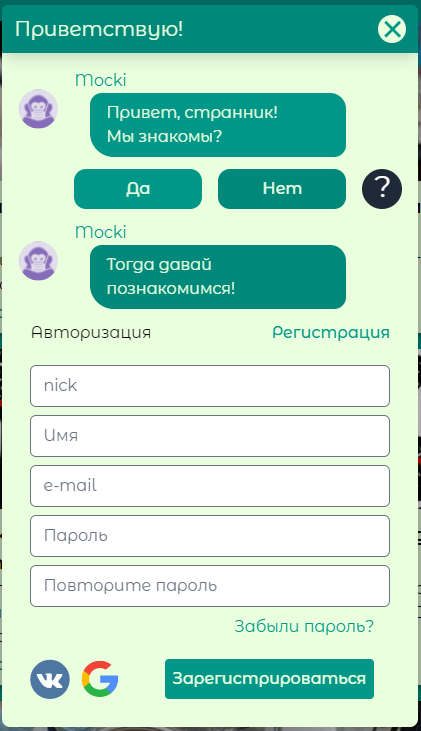 Приветствую!
Mocki
Привет, странник!
Мы знакомы?
Да
Нет
?
Mocki
Тогда давай
познакомимся!
Авторизация
Регистрация
nick
Имя
e-mail
Пароль
Повторите пароль
Забыли пароль?
Зарегистрироваться